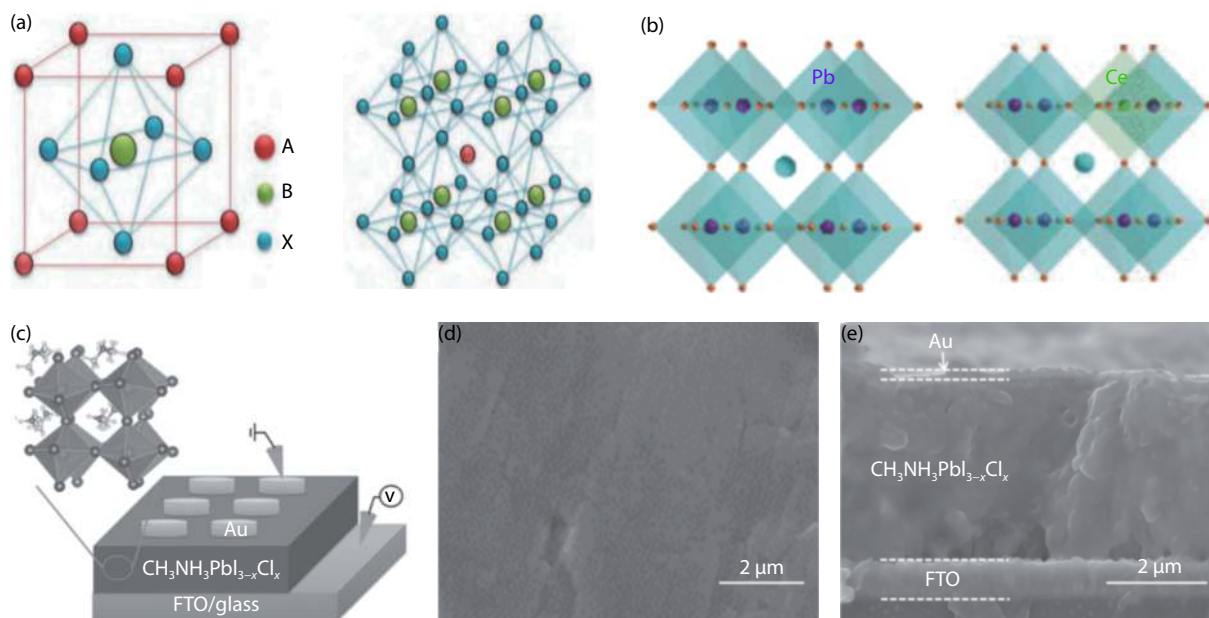 (a)
A
B
X
(b)
Pb
Ce
(c)
V
Au
CH₃NH₃PbI₃₋ₓClₓ
FTO/glass
(d)
2 μm
(e)
Au
CH₃NH₃PbI₃₋ₓClₓ
FTO
2 μm